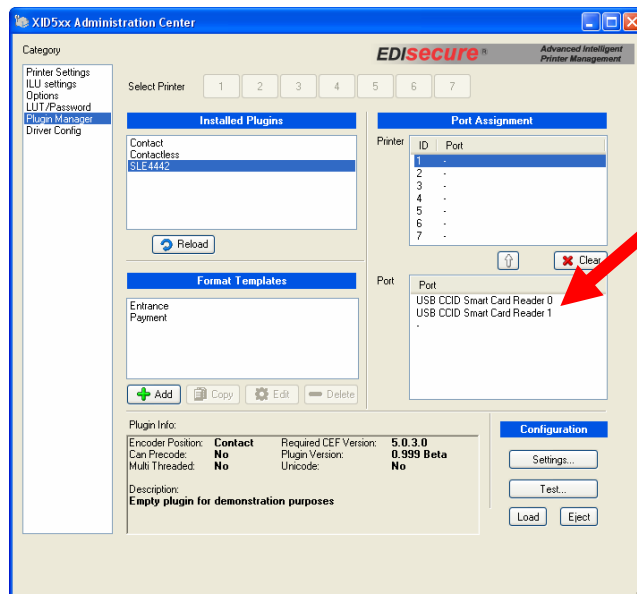 XID5xx Administration Center
Category
EDIsecure ®
Advanced Intelligent
Printer Management
Printer Settings
ILU settings
Options
LUT/Password
Plugin Manager
Driver Config
Select Printer
1 2 3 4 5 6 7
Installed Plugins
Contact
Contactless
SLE4442
Reload
Port Assignment
Printer
ID Port
1 -
2 -
3 -
4 -
5 -
6 -
7 -
Clear
Format Templates
Entrance
Payment
Add Copy Edit Delete
Port
Port
USB CCID Smart Card Reader 0
USB CCID Smart Card Reader 1
-
Plugin Info:
Encoder Position: Contact Required CEF Version: 5.0.3.0
Can Precode: No Plugin Version: 0.999 Beta
Multi Threaded: No Unicode: No
Description:
Empty plugin for demonstration purposes
Configuration
Settings...
Test...
Load Eject